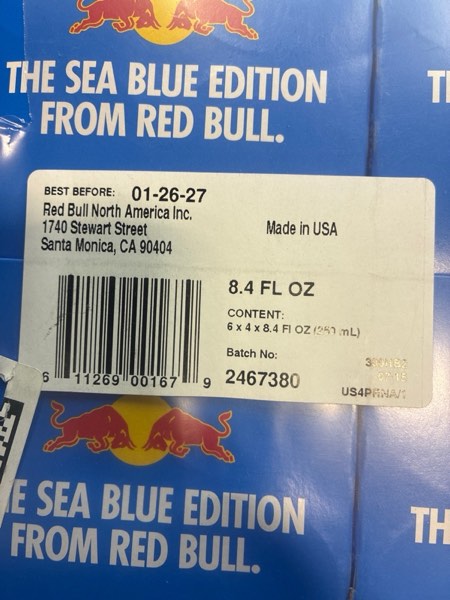 THE SEA BLUE EDITION
FROM RED BULL.
BEST BEFORE: 01-26-27
Red Bull North America Inc.
1740 Stewart Street
Santa Monica, CA 90404
Made in USA
8.4 FL OZ
CONTENT:
6 x 4 x 8.4 Fl OZ (250 mL)
Batch No:
2467380
6 11269 00167 9
E SEA BLUE EDITION
FROM RED BULL.
TH